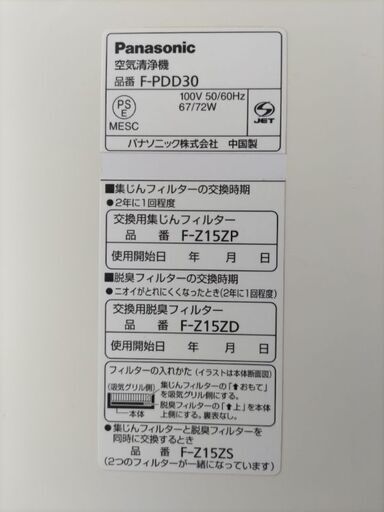 Panasonic
空気清浄機
品番 F-PDD30
100V 50/60Hz
67/72W
PS
E
MESC
JET
パナソニック株式会社 中国製
■集じんフィルターの交換時期
●2年に1回程度
交換用集じんフィルター
品 番 F-Z15ZP
使用開始日 年 月 日
■脱臭フィルターの交換時期
●ニオイがとれにくくなったとき(2年に1回程度)
交換用脱臭フィルター
品 番 F-Z15ZD
使用開始日 年 月 日
フィルターの入れかた (イラストは本体断面図)
(吸気グリル側)
本体
集じんフィルターの「⬆おもて」
を吸気グリル側にする。
脱臭フィルターの「⬆上」を本体
上側にする。裏表なし。
●集じんフィルターと脱臭フィルターを
同時に交換するとき
品 番 F-Z15ZS
(2つのフィルターが一緒になっています)